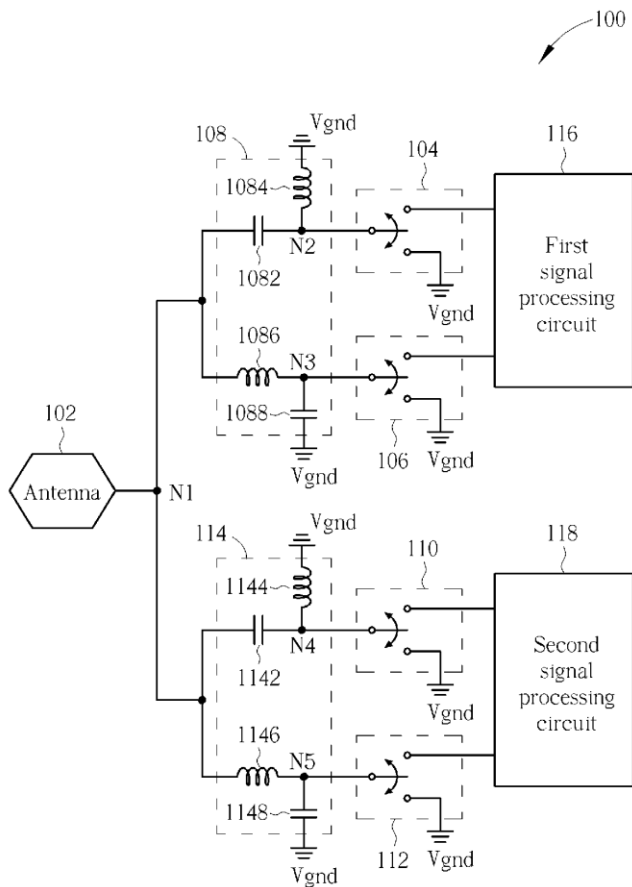 100
Vgnd
108
104
116
1084
N2
1082
Vgnd
First
signal
processing
circuit
1086
N3
1088
106
Vgnd
Vgnd
102
Antenna
N1
Vgnd
114
110
118
1144
N4
1142
Vgnd
Second
signal
processing
circuit
1146
N5
1148
112
Vgnd
Vgnd